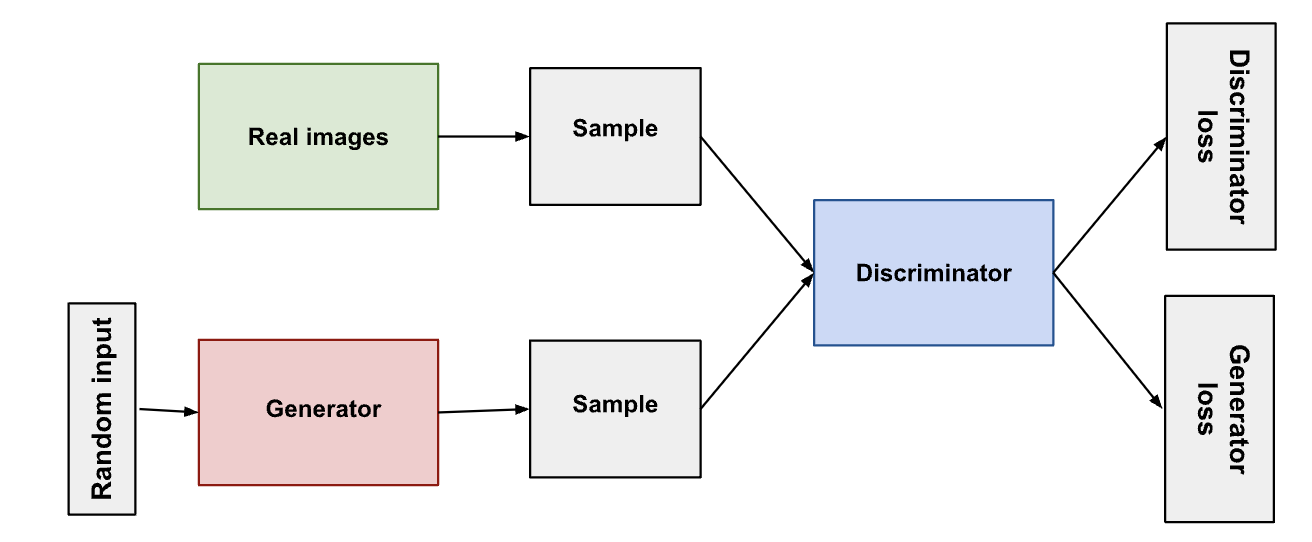 Real images
Sample
Discriminator
loss
Discriminator
Random input
Generator
Sample
Generator
loss